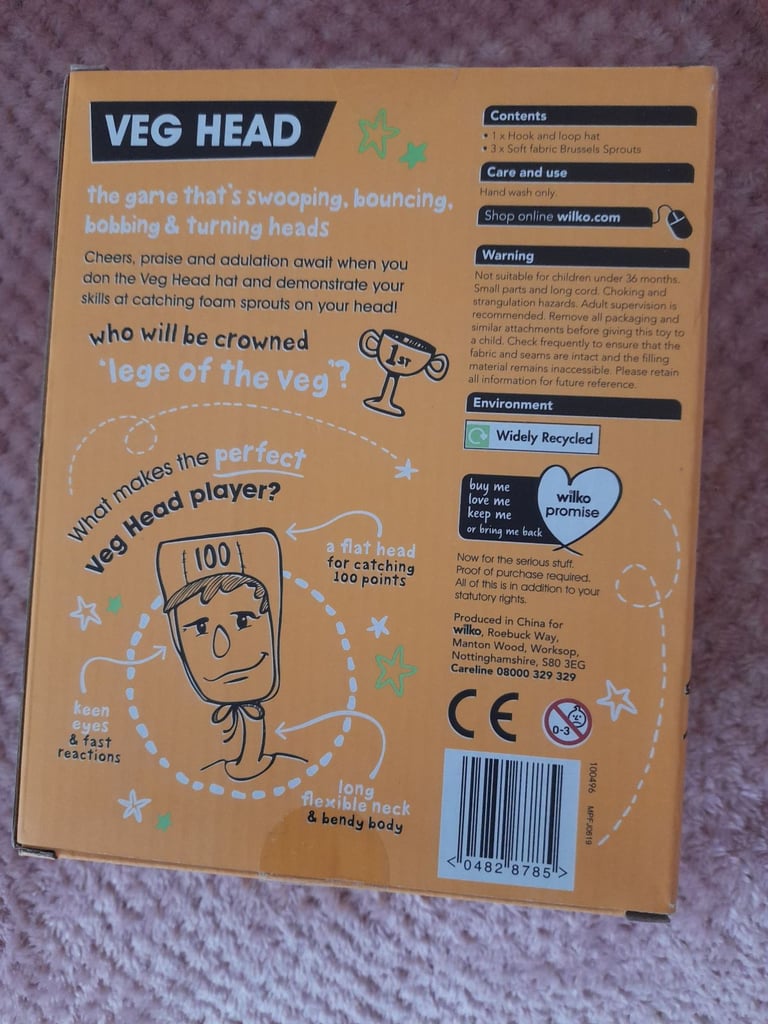 VEG HEAD
the game that's swooping, bouncing,
bobbing & turning heads
Cheers, praise and adulation await when you
don the Veg Head hat and demonstrate your
skills at catching foam sprouts on your head!
who will be crowned
'lege of the veg'?
1ST
What makes the perfect
Veg Head player?
100
a flat head
for catching
100 points
keen
eyes
& fast
reactions
long
flexible neck
& bendy body
Contents
• 1 x Hook and loop hat
• 3 x Soft fabric Brussels Sprouts
Care and use
Hand wash only.
Shop online wilko.com
Warning
Not suitable for children under 36 months.
Small parts and long cord. Choking and
strangulation hazards. Adult supervision is
recommended. Remove all packaging and
similar attachments before giving this toy to
a child. Check frequently to ensure that the
fabric and seams are intact and the filling
material remains inaccessible. Please retain
all information for future reference.
Environment
Widely Recycled
buy me
love me
keep me
or bring me back
wilko
promise
Now for the serious stuff.
Proof of purchase required.
All of this is in addition to your
statutory rights.
Produced in China for
wilko, Roebuck Way,
Manton Wood, Worksop,
Nottinghamshire, S80 3EG
Careline 08000 329 329
CE
0-3
100496 MPFJ0619
<0482 8785>